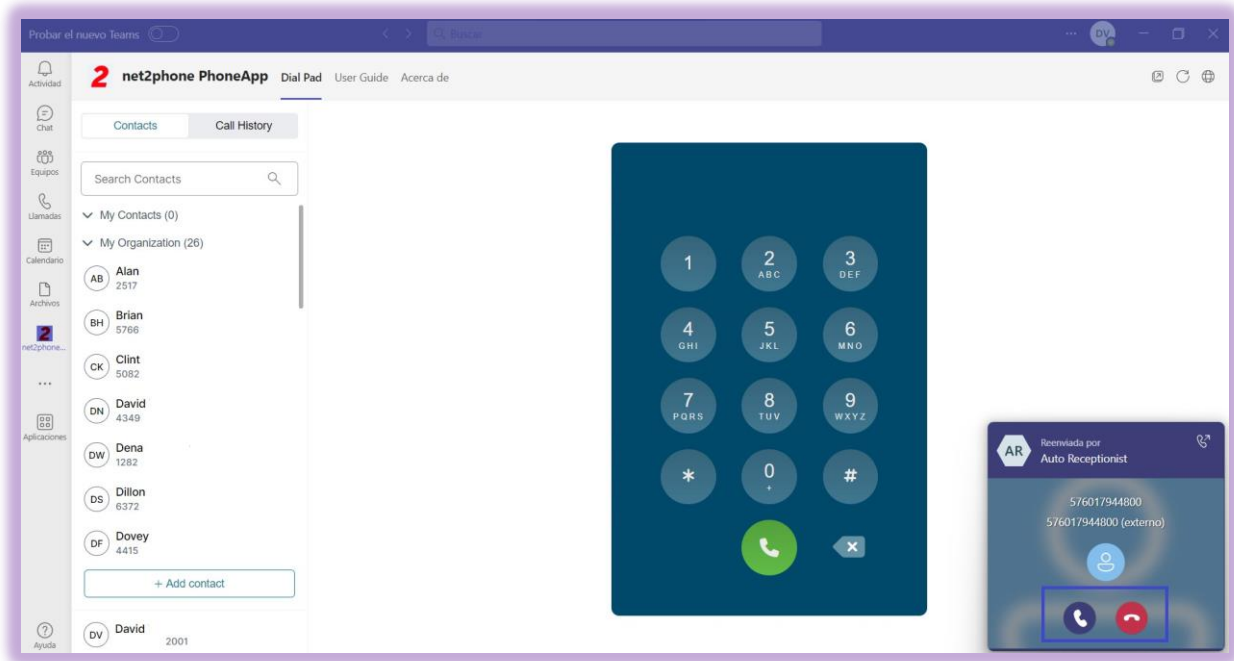 Probar el nuevo Teams
Buscar
DV
Actividad
Chat
Equipos
Llamadas
Calendario
Archivos
2
net2phone...
...
Aplicaciones
Ayuda
2 net2phone PhoneApp Dial Pad User Guide Acerca de
Contacts Call History
Search Contacts
My Contacts (0)
My Organization (26)
AB Alan
2517
BH Brian
5766
CK Clint
5082
DN David
4349
DW Dena
1282
DS Dillon
6372
DF Dovey
4415
+ Add contact
DV David
2001
1 2 3
ABC DEF
4 5 6
GHI JKL MNO
7 8 9
PQRS TUV WXYZ
* 0 #
+
AR Reenviada por
Auto Receptionist
576017944800
576017944800 (externo)